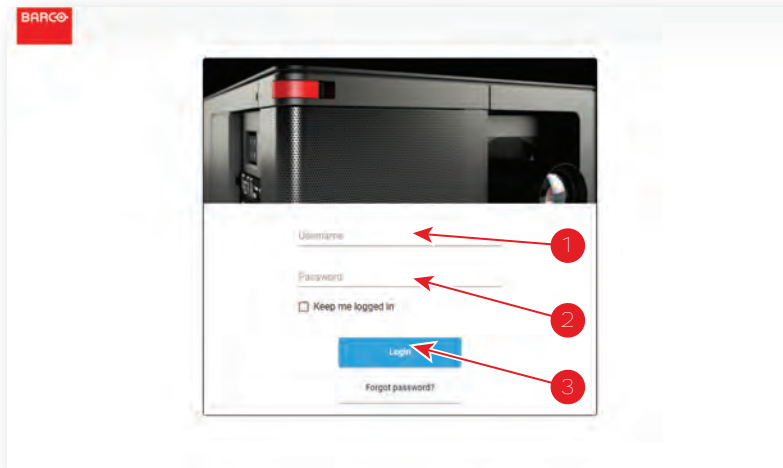 BARCO
Username
1
Password
2
Keep me logged in
Login
3
Forgot password?